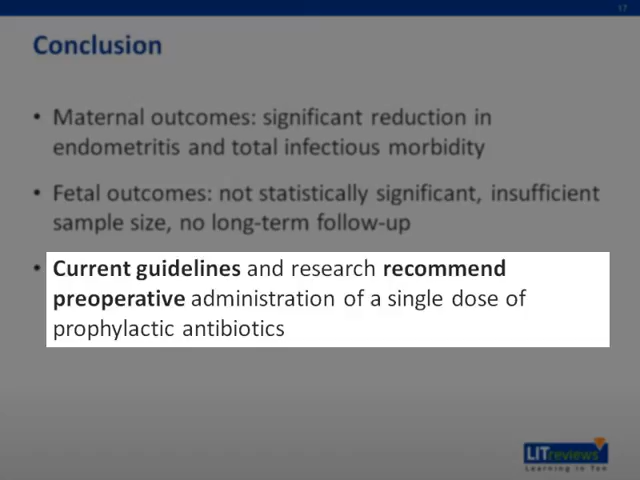 17
Conclusion
• Maternal outcomes: significant reduction in
endometritis and total infectious morbidity
• Fetal outcomes: not statistically significant, insufficient
sample size, no long-term follow-up
• Current guidelines and research recommend
preoperative administration of a single dose of
prophylactic antibiotics
LITreviews
Learning in Ten